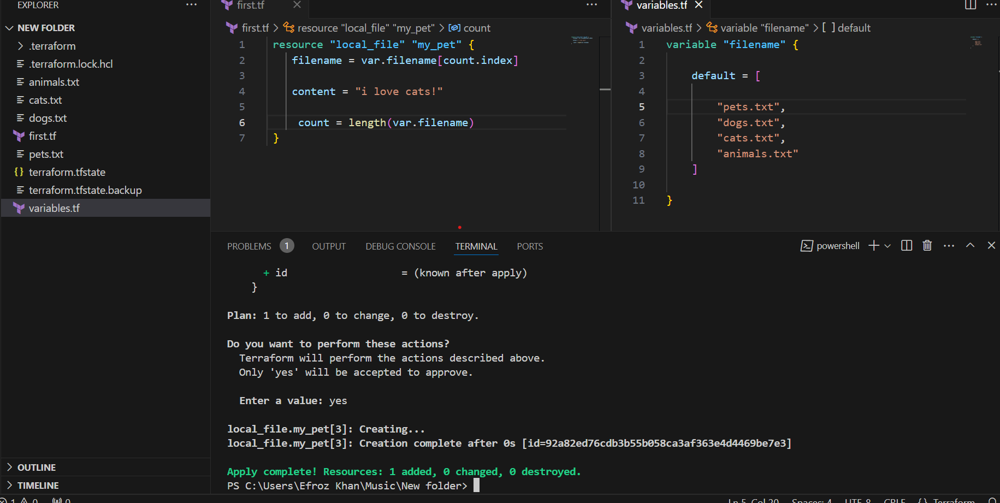 EXPLORER
NEW FOLDER
.terraform
.terraform.lock.hcl
animals.txt
cats.txt
dogs.txt
first.tf
pets.txt
{} terraform.tfstate
terraform.tfstate.backup
variables.tf
OUTLINE
TIMELINE
first.tf
first.tf > resource "local_file" "my_pet" > count
1 resource "local_file" "my_pet" {
2 filename = var.filename[count.index]
3
4 content = "i love cats!"
5
6 count = length(var.filename)
7 }
variables.tf
variables.tf > variable "filename" > [ ] default
1 variable "filename" {
2
3 default = [
4
5 "pets.txt",
6 "dogs.txt",
7 "cats.txt",
8 "animals.txt"
9 ]
10
11 }
PROBLEMS 1 OUTPUT DEBUG CONSOLE TERMINAL PORTS
powershell
+ id = (known after apply)
}
Plan: 1 to add, 0 to change, 0 to destroy.
Do you want to perform these actions?
Terraform will perform the actions described above.
Only 'yes' will be accepted to approve.
Enter a value: yes
local_file.my_pet[3]: Creating...
local_file.my_pet[3]: Creation complete after 0s [id=92a82ed76cdb3b55b058ca3af363e4d4469be7e3]
Apply complete! Resources: 1 added, 0 changed, 0 destroyed.
PS C:\Users\Efroz Khan\Music\New folder>
1 0 0 Ln 5, Col 20 Spaces: 4 UTF-8 CRLF {} Terraform